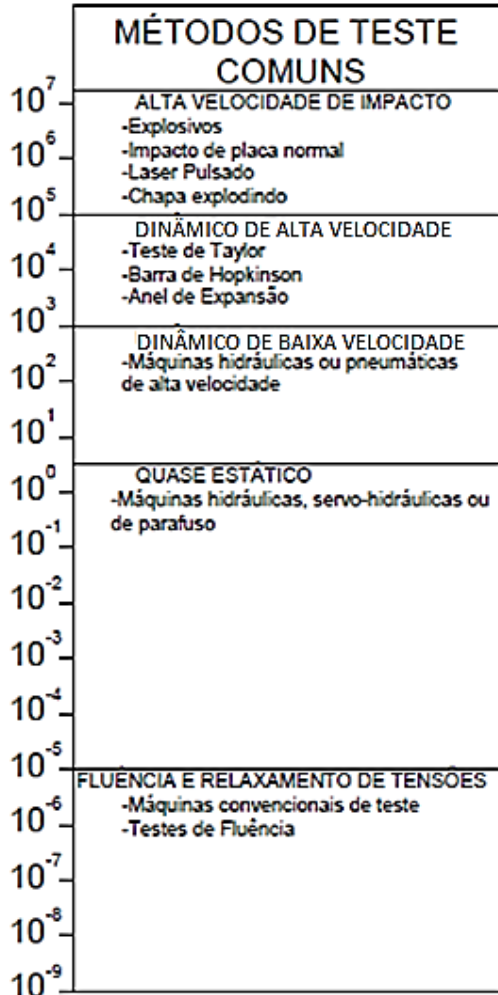 MÉTODOS DE TESTE
COMUNS
10^7
ALTA VELOCIDADE DE IMPACTO
-Explosivos
10^6
-Impacto de placa normal
-Laser Pulsado
10^5
-Chapa explodindo
DINÂMICO DE ALTA VELOCIDADE
-Teste de Taylor
10^4
-Barra de Hopkinson
-Anel de Expansão
10^3
DINÂMICO DE BAIXA VELOCIDADE
-Máquinas hidráulicas ou pneumáticas
10^2
de alta velocidade
10^1
QUASE ESTÁTICO
10^0
-Máquinas hidráulicas, servo-hidráulicas ou
de parafuso
10^-1
10^-2
10^-3
10^-4
10^-5
FLUÊNCIA E RELAXAMENTO DE TENSÕES
-Máquinas convencionais de teste
10^-6
-Testes de Fluência
10^-7
10^-8
10^-9